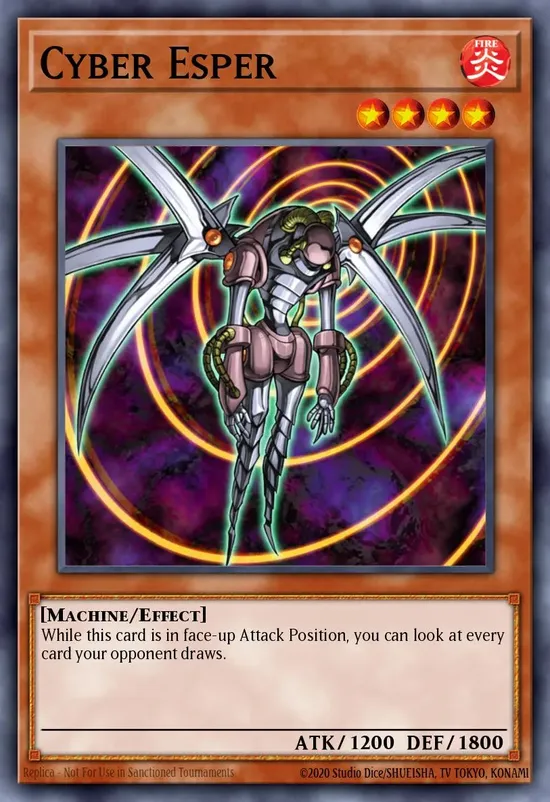 Cyber Esper
FIRE
炎
[Machine/Effect]
While this card is in face-up Attack Position, you can look at every
card your opponent draws.
ATK/1200 DEF/1800
Replica - Not For Use in Sanctioned Tournaments
©2020 Studio Dice/SHUEISHA, TV TOKYO, KONAMI